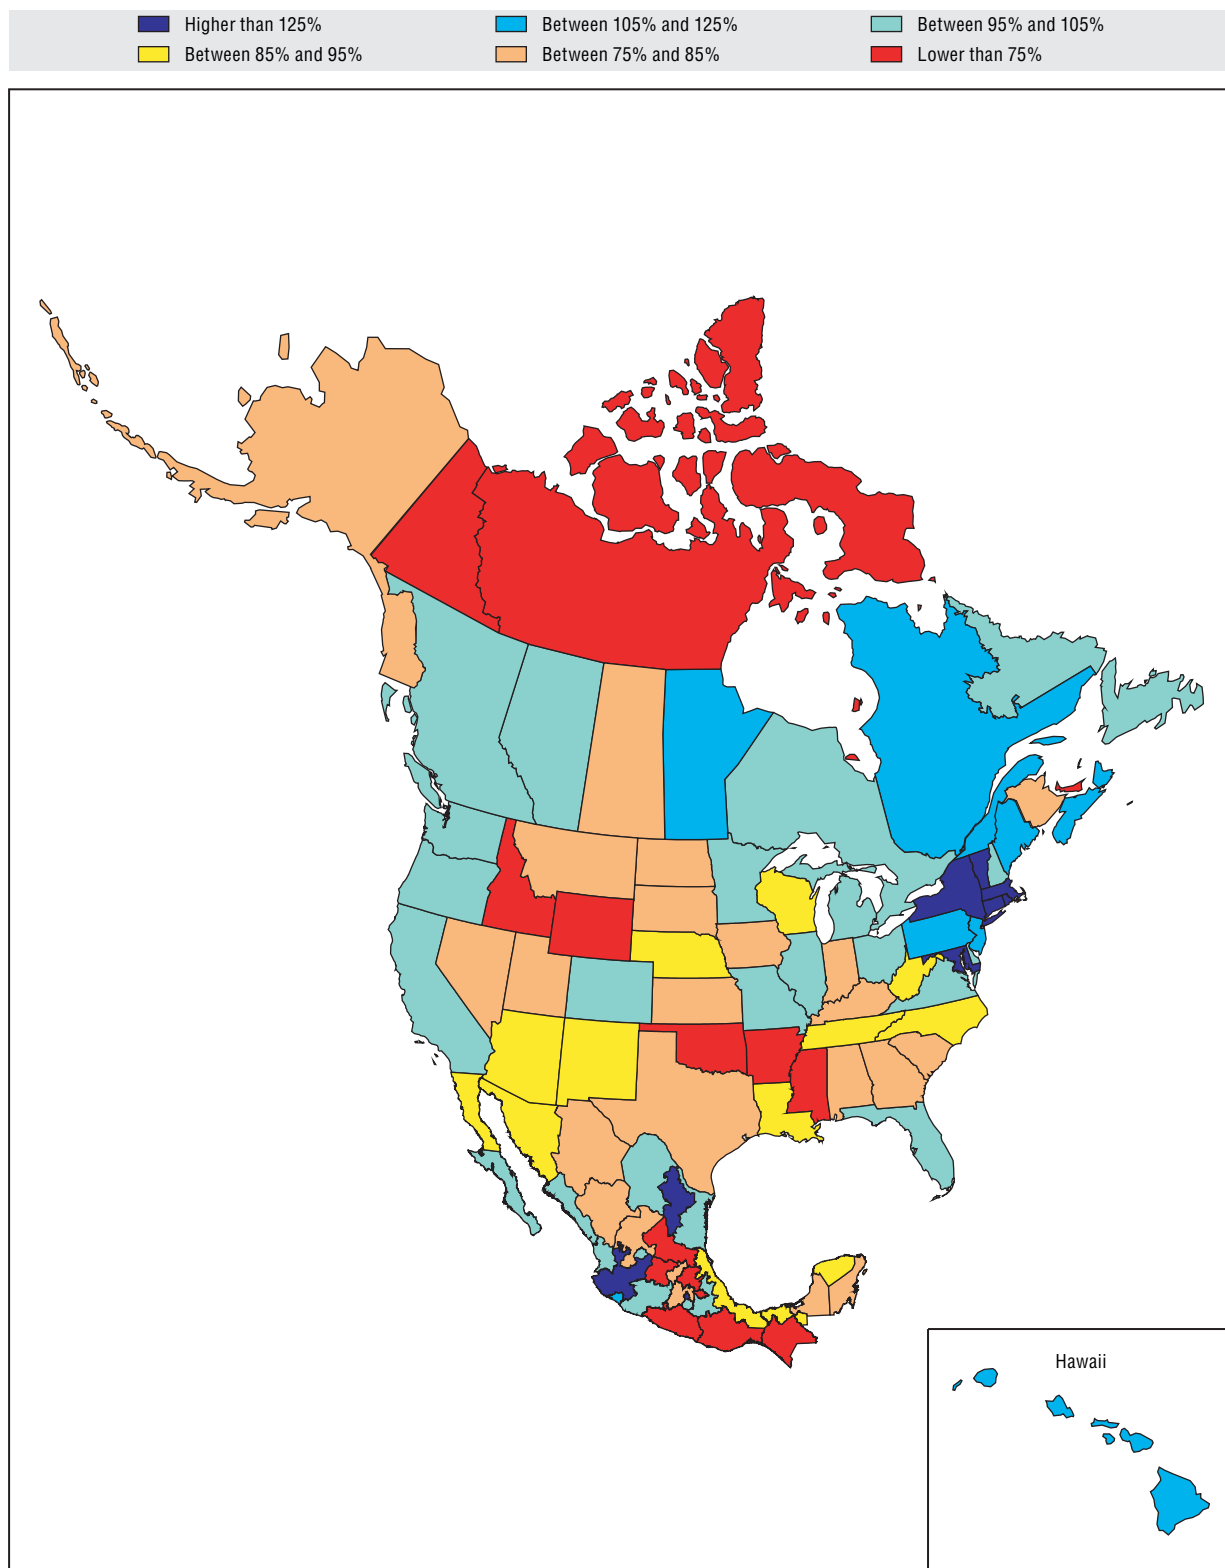 Higher than 125% Between 105% and 125% Between 95% and 105%
Between 85% and 95% Between 75% and 85% Lower than 75%
Hawaii